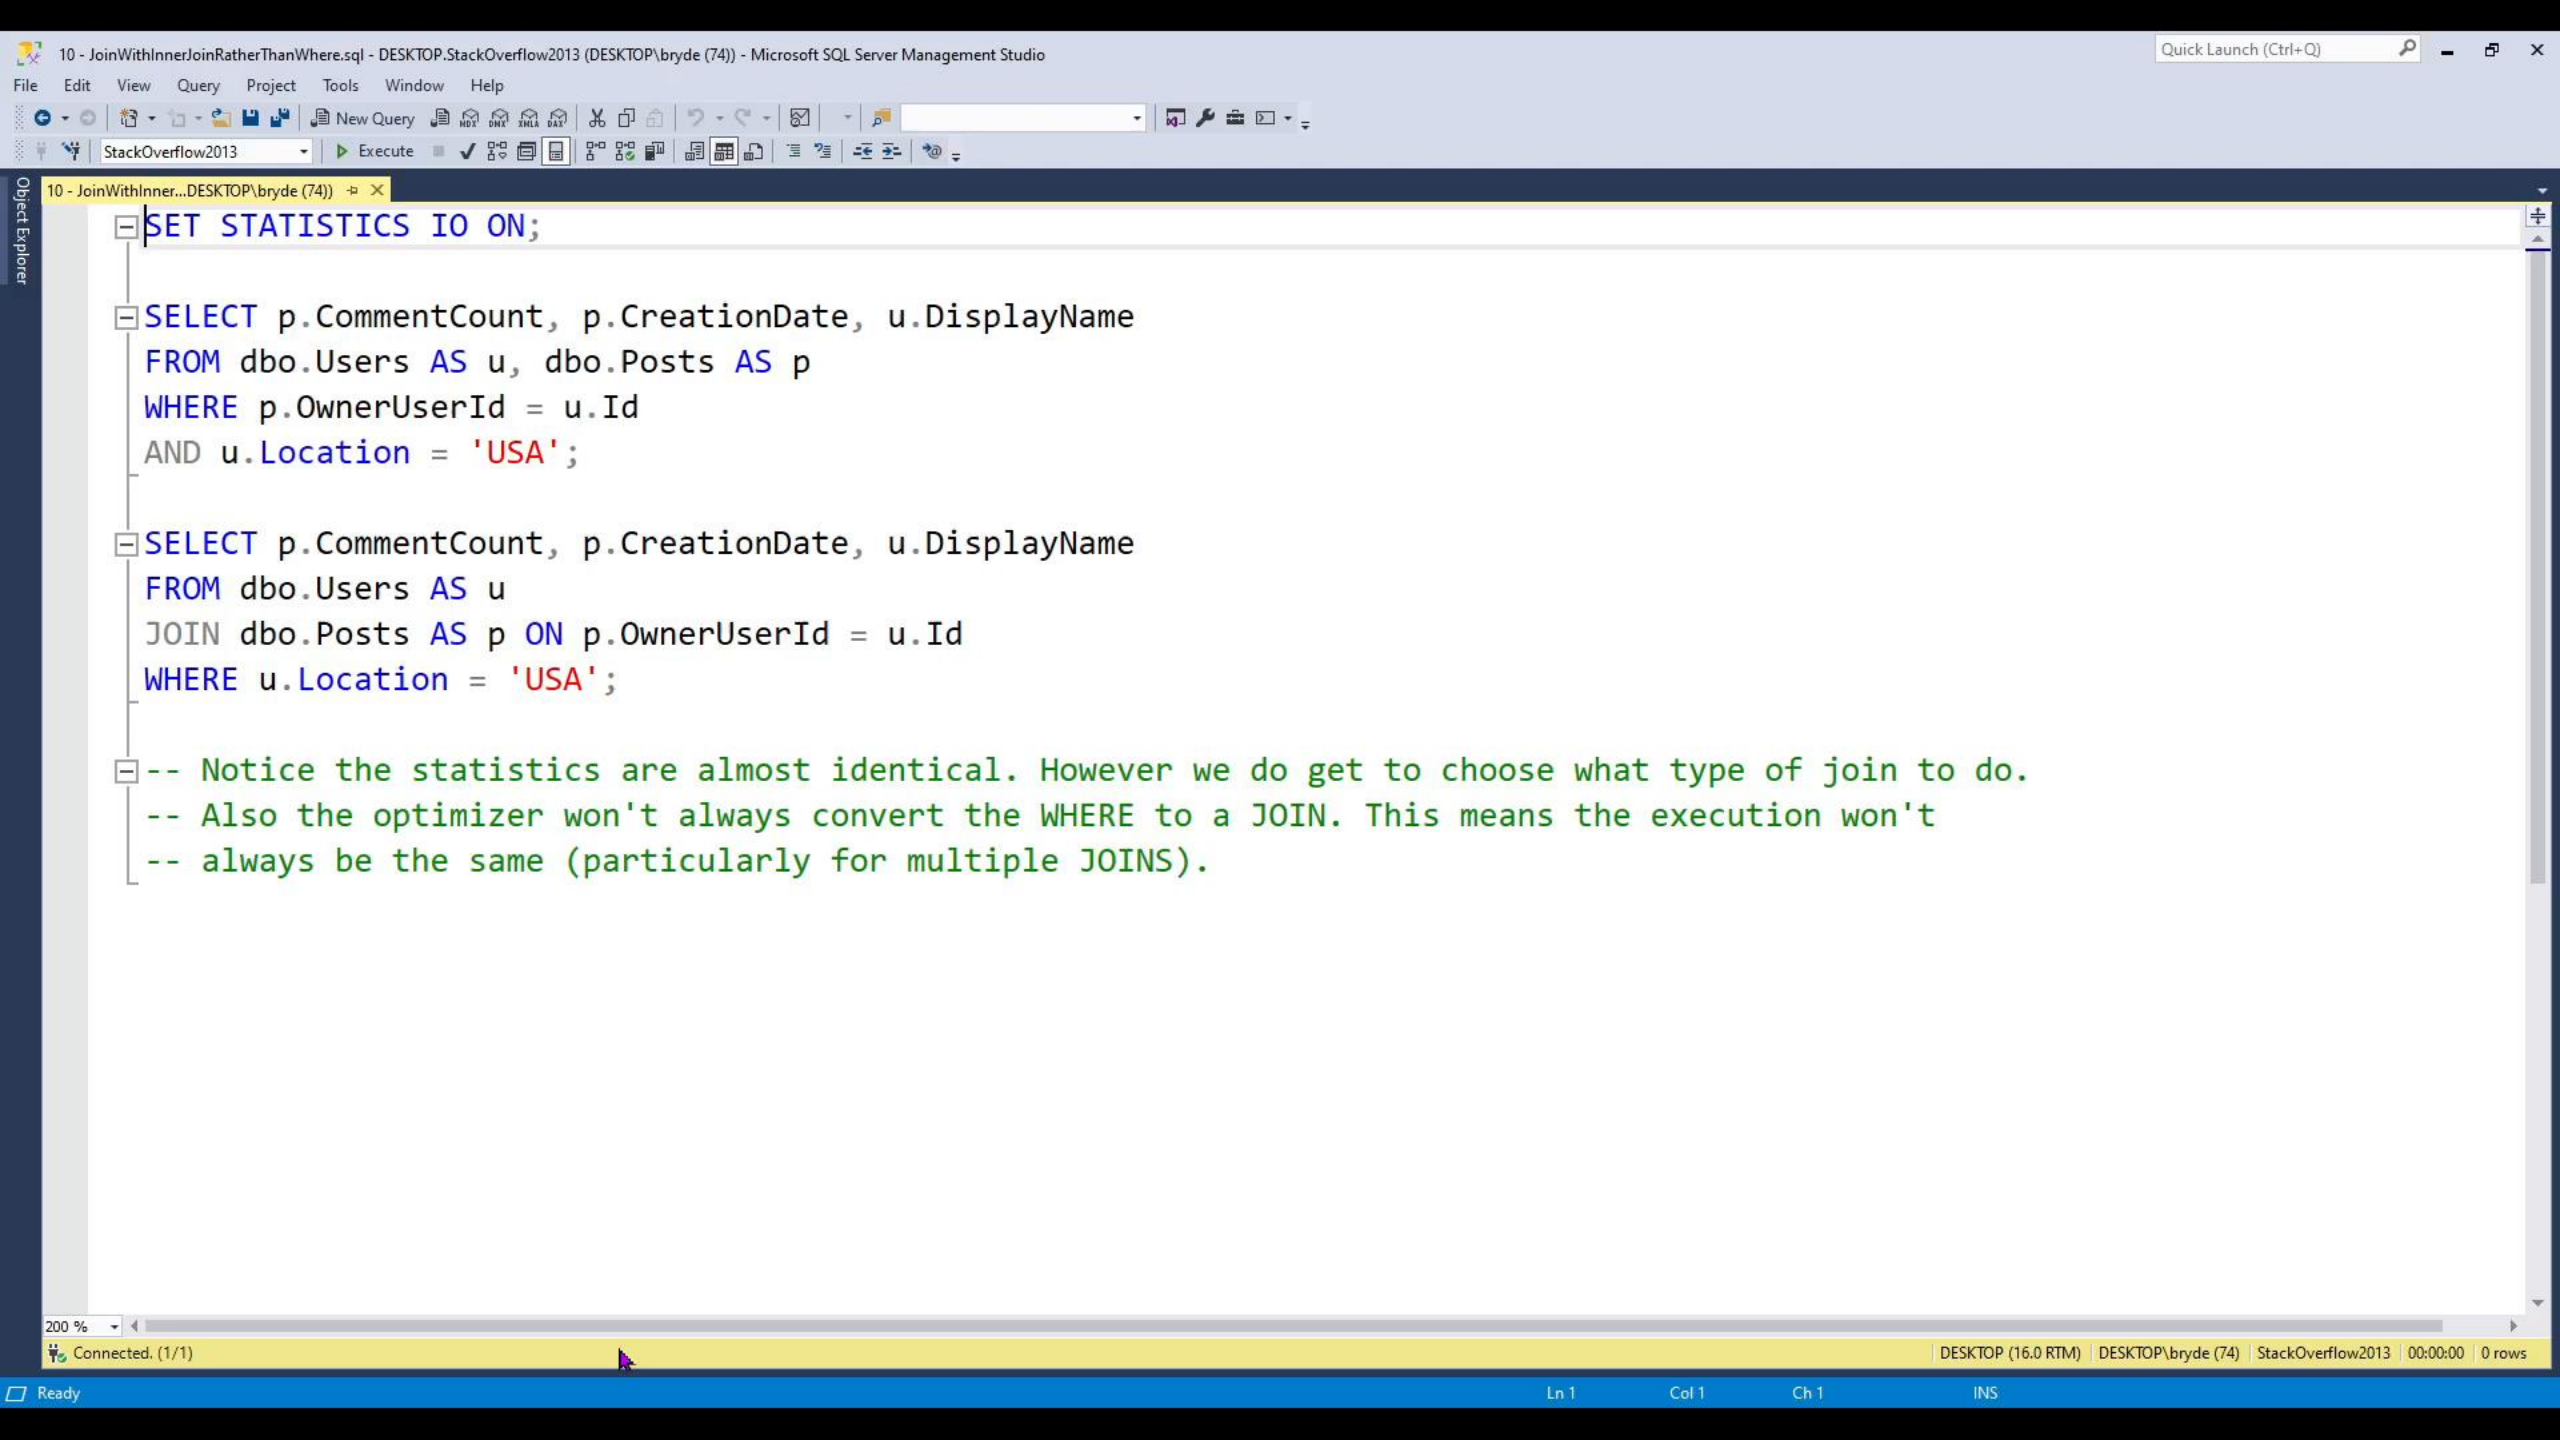 10 - JoinWithInnerJoinRatherThanWhere.sql - DESKTOP.StackOverflow2013 (DESKTOP\bryde (74)) - Microsoft SQL Server Management Studio
Quick Launch (Ctrl+Q)
File Edit View Query Project Tools Window Help
New Query MDX DMX XMLA DAX
StackOverflow2013 Execute
Object Explorer
10 - JoinWithInner...DESKTOP\bryde (74))
SET STATISTICS IO ON;
SELECT p.CommentCount, p.CreationDate, u.DisplayName
FROM dbo.Users AS u, dbo.Posts AS p
WHERE p.OwnerUserId = u.Id
AND u.Location = 'USA';
SELECT p.CommentCount, p.CreationDate, u.DisplayName
FROM dbo.Users AS u
JOIN dbo.Posts AS p ON p.OwnerUserId = u.Id
WHERE u.Location = 'USA';
-- Notice the statistics are almost identical. However we do get to choose what type of join to do.
-- Also the optimizer won't always convert the WHERE to a JOIN. This means the execution won't
-- always be the same (particularly for multiple JOINS).
200 %
Connected. (1/1) DESKTOP (16.0 RTM) DESKTOP\bryde (74) StackOverflow2013 00:00:00 0 rows
Ready Ln 1 Col 1 Ch 1 INS